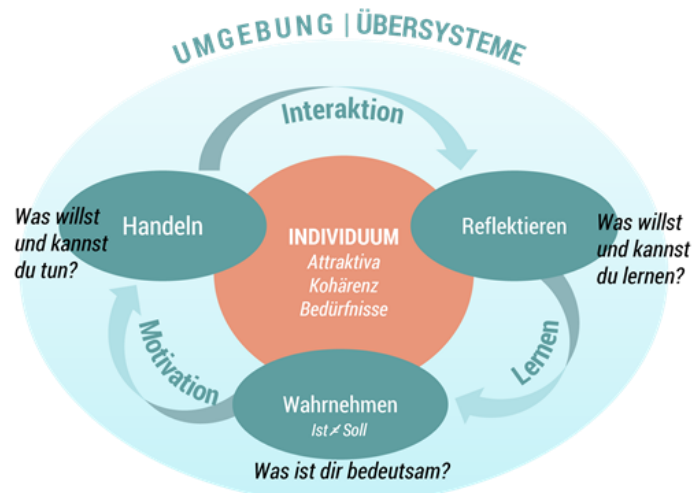 UMGEBUNG | ÜBERSYSTEME
Interaktion
Was willst
und kannst
du tun?
Handeln
INDIVIDUUM
Attraktiva
Kohärenz
Bedürfnisse
Reflektieren
Was willst
und kannst
du lernen?
Motivation
Lernen
Wahrnehmen
Ist ≠ Soll
Was ist dir bedeutsam?